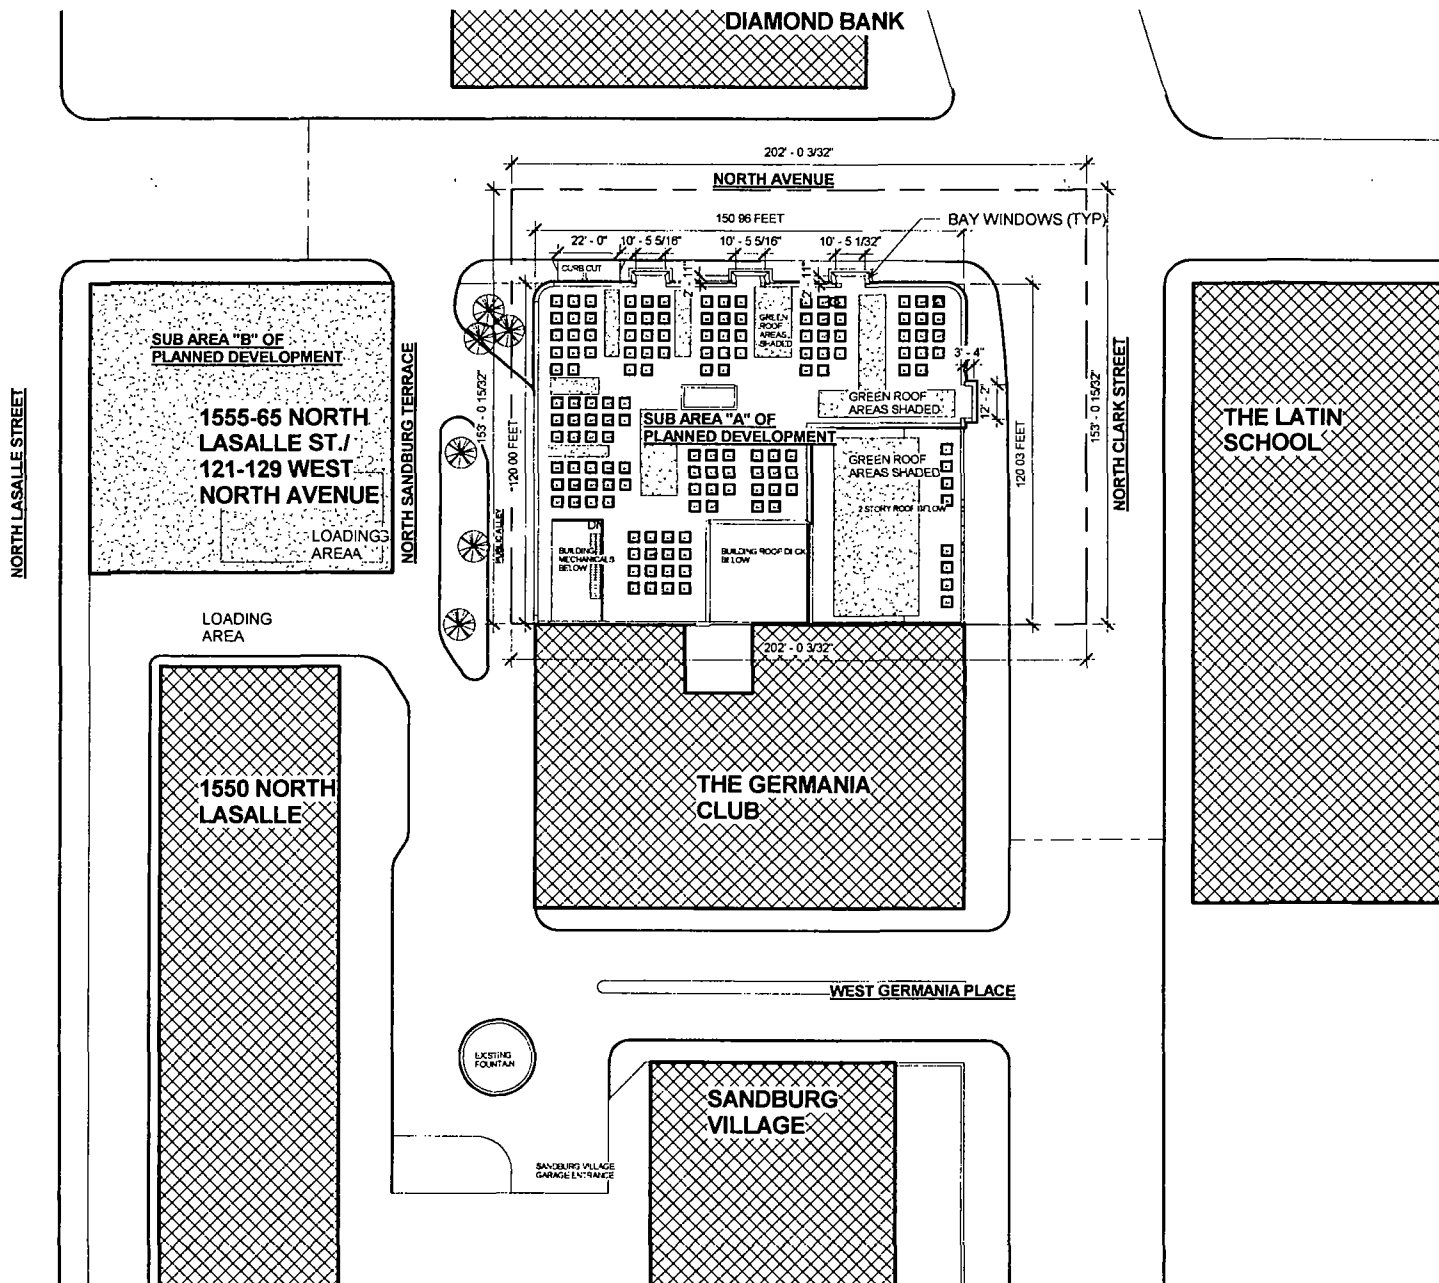 DIAMOND BANK
202' - 0 3/32"
NORTH AVENUE
150 96 FEET
BAY WINDOWS (TYP)
22' - 0"
10' - 5 5/16"
10' - 5 5/16"
10' - 5 1/32"
CURB CUT
2' - 11"
2' - 11"
GREEN
ROOF
AREAS
SHADED
3' - 4"
12' - 2"
SUB AREA "B" OF
PLANNED DEVELOPMENT
1555-65 NORTH
LASALLE ST./
121-129 WEST
NORTH AVENUE
LOADING
AREAA
NORTH LASALLE STREET
NORTH SANDBURG TERRACE
153' - 0 15/32"
120 00 FEET
PUBLIC ALLEY
GREEN ROOF
AREAS SHADED
SUB AREA "A" OF
PLANNED DEVELOPMENT
GREEN ROOF
AREAS SHADED
2 STORY ROOF BELOW
DN
BUILDING
MECHANICALS
BELOW
BUILDING ROOF DECK
BELOW
120 03 FEET
153' - 0 15/32"
NORTH CLARK STREET
THE LATIN
SCHOOL
LOADING
AREA
202' - 0 3/32"
1550 NORTH
LASALLE
THE GERMANIA
CLUB
WEST GERMANIA PLACE
EXISTING
FOUNTAIN
SANDBURG
VILLAGE
SANDBURG VILLAGE
GARAGE ENTRANCE